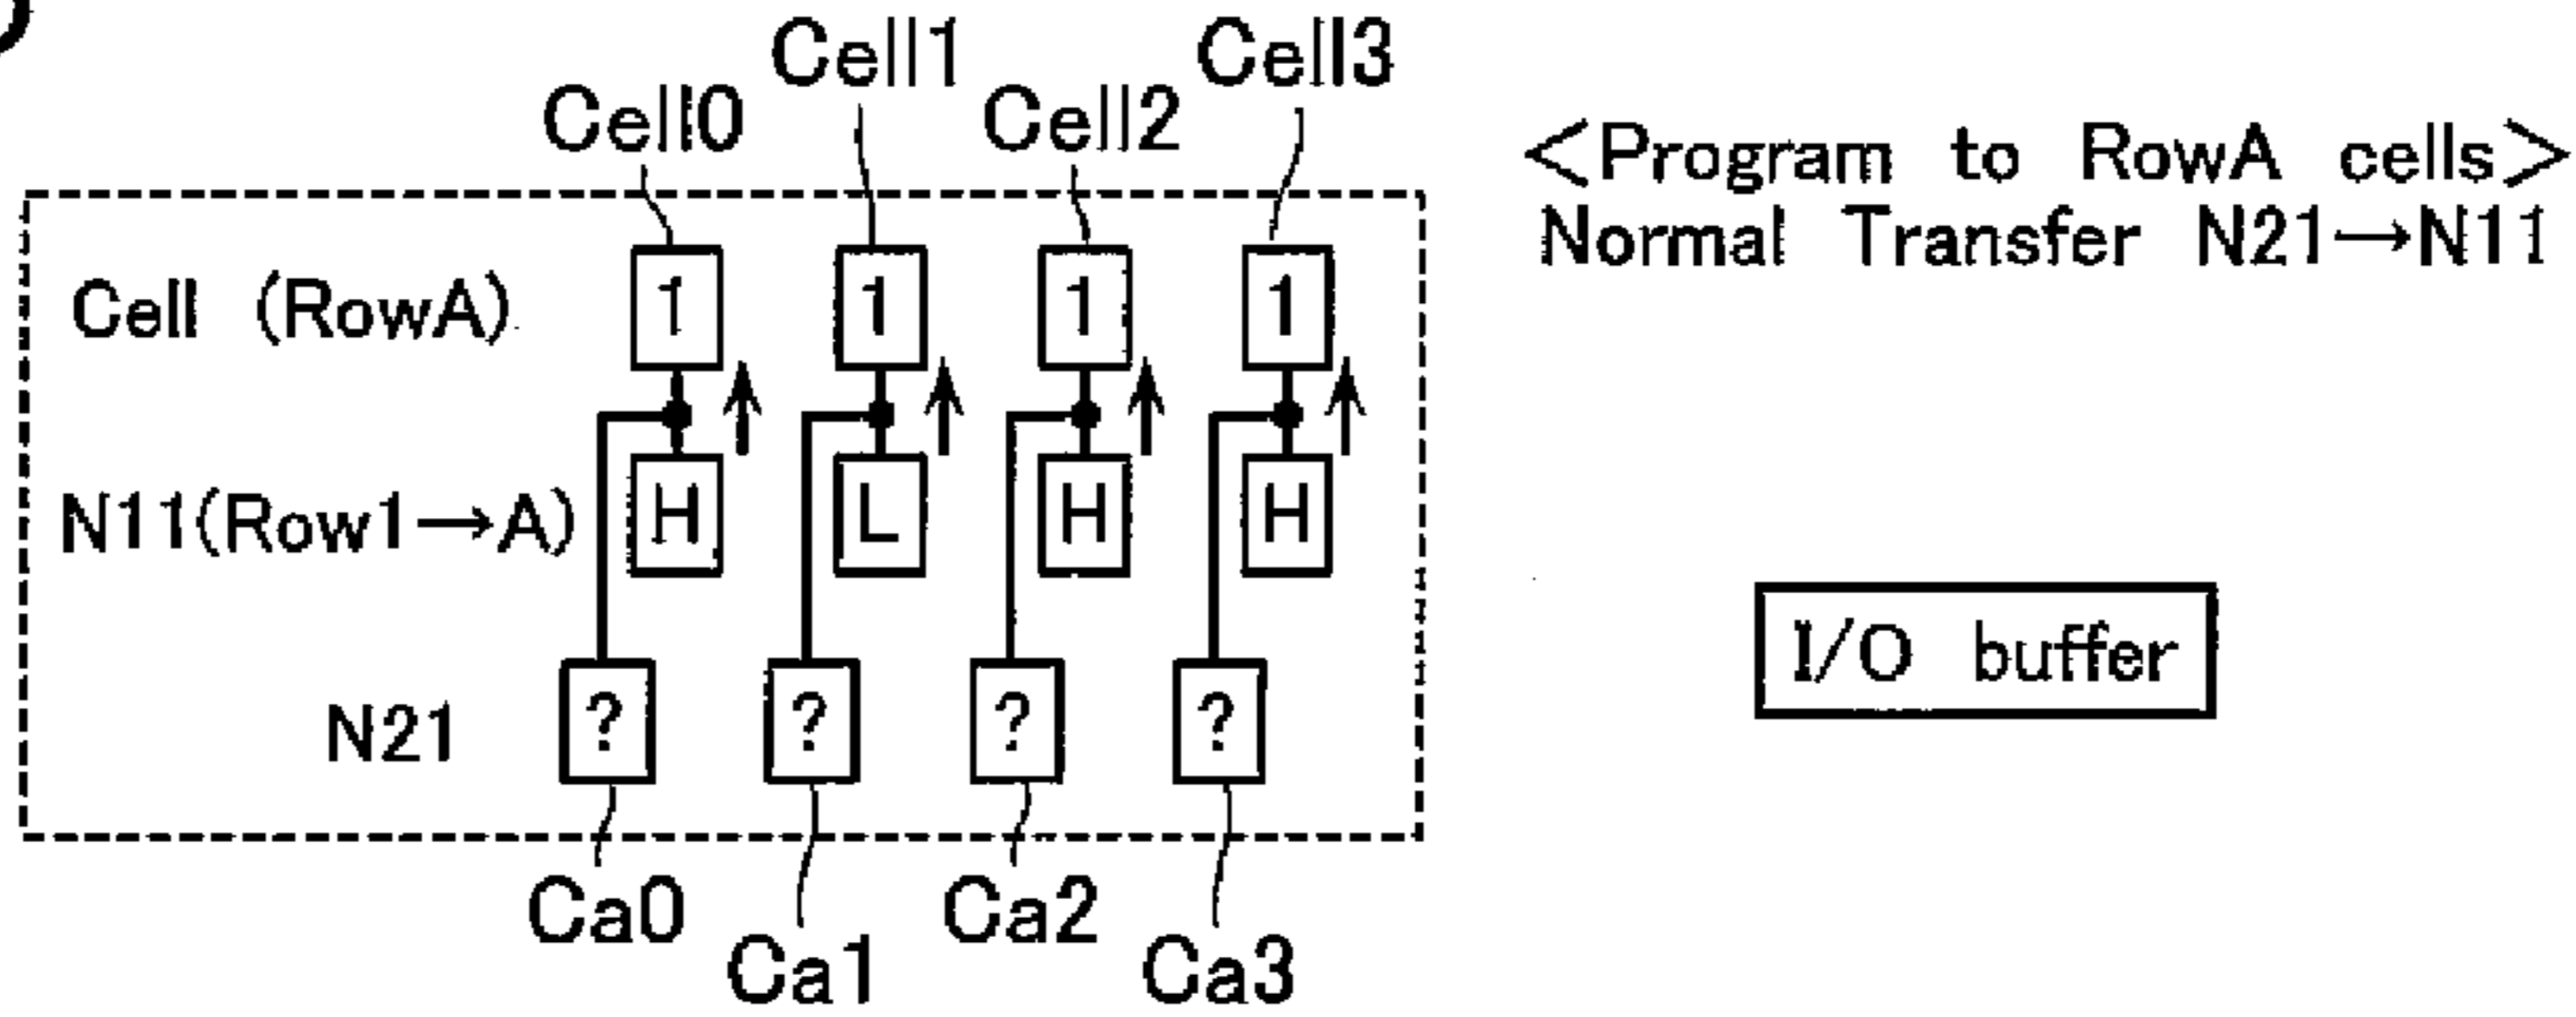 Cell0 Cell1 Cell2 Cell3
<Program to RowA cells>
Normal Transfer N21→N11
Cell (RowA) 1 1 1 1
N11(Row1→A) H L H H
I/O buffer
N21 ? ? ? ?
Ca0 Ca1 Ca2 Ca3